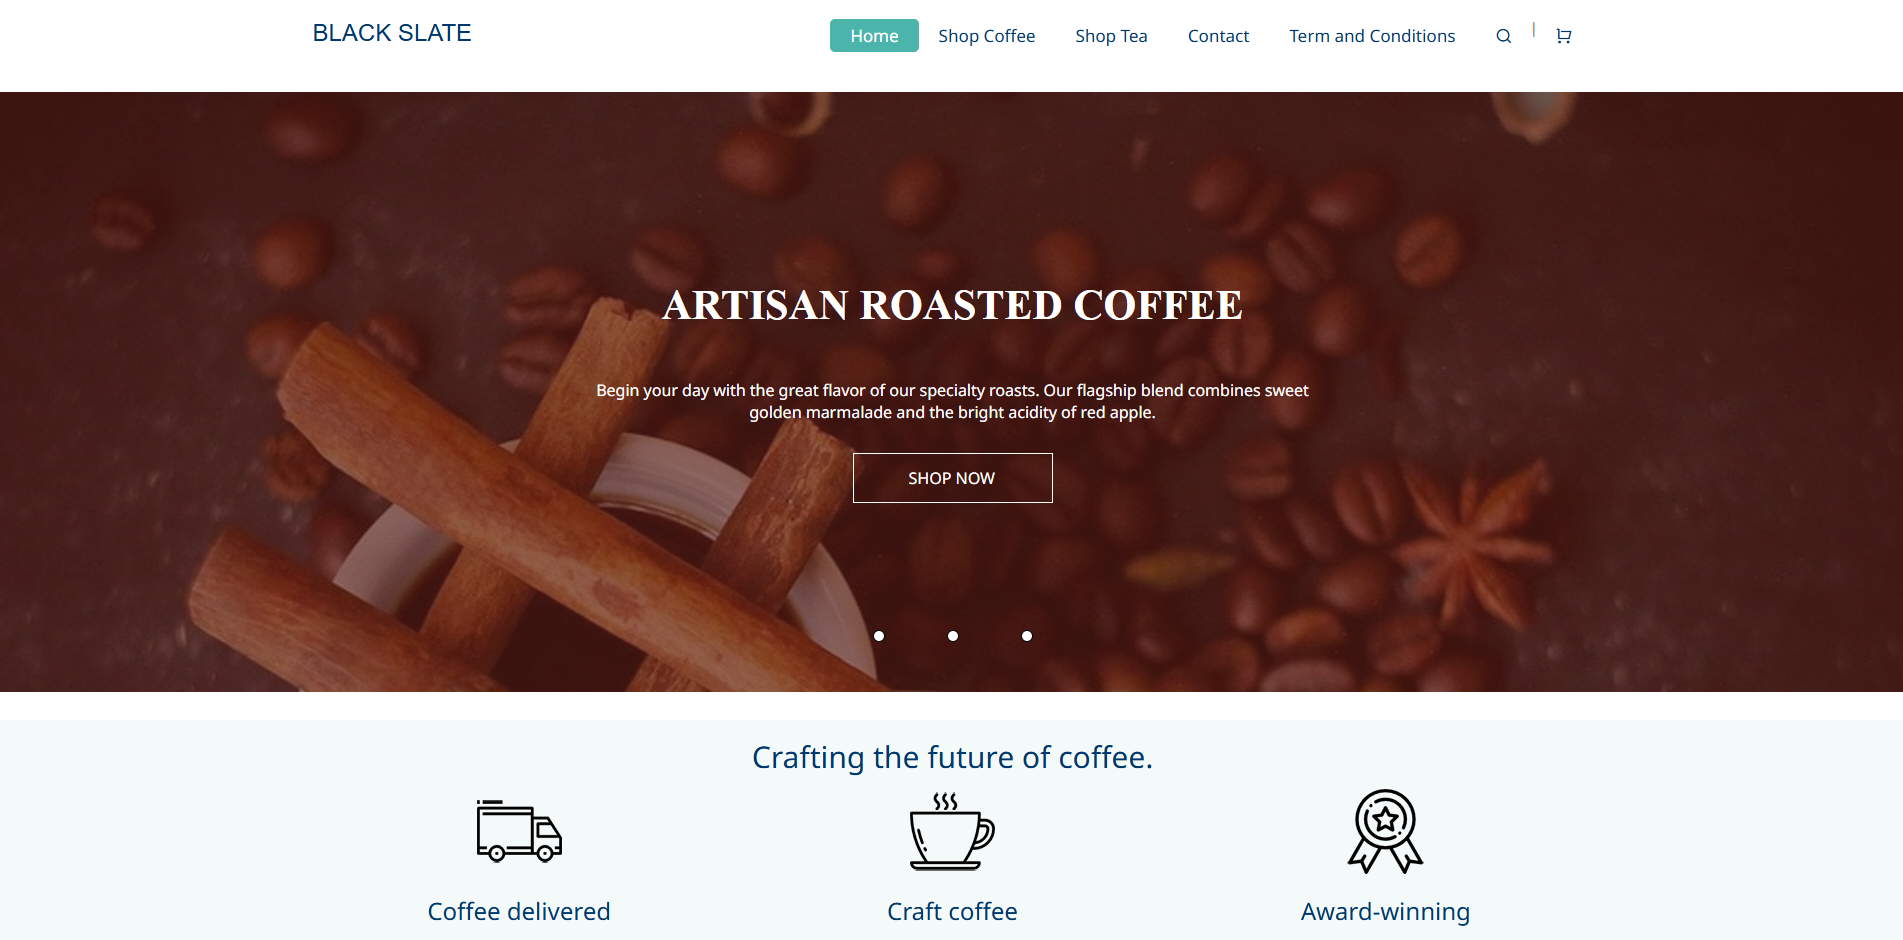 BLACK SLATE
Home
Shop Coffee
Shop Tea
Contact
Term and Conditions
ARTISAN ROASTED COFFEE
Begin your day with the great flavor of our specialty roasts. Our flagship blend combines sweet
golden marmalade and the bright acidity of red apple.
SHOP NOW
Crafting the future of coffee.
Coffee delivered
Craft coffee
Award-winning